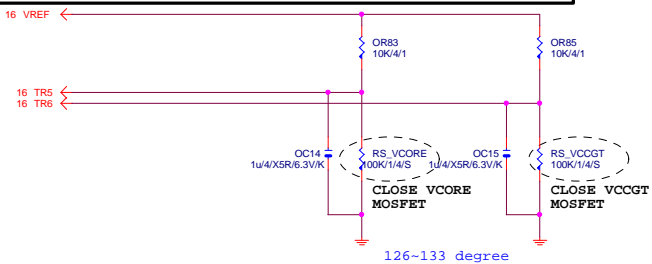 16 VREF
OR83
10K/4/1
OR85
10K/4/1
16 TR5
16 TR6
OC14
1u/4/X5R/6.3V/K
RS_VCORE
100K/1/4/S
OC15
1u/4/X5R/6.3V/K
RS_VCCGT
100K/1/4/S
CLOSE VCORE
MOSFET
CLOSE VCCGT
MOSFET
126~133 degree